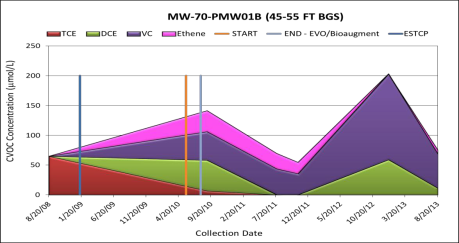 MW-70-PMW01B (45-55 FT BGS)
TCE DCE VC Ethene START END - EVO/Bioaugment ESTCP
CVOC Concentration (µmol/L)
250
200
150
100
50
0
8/20/08 1/20/09 6/20/09 11/20/09 4/20/10 9/20/10 2/20/11 7/20/11 12/20/11 5/20/12 10/20/12 3/20/13 8/20/13
Collection Date